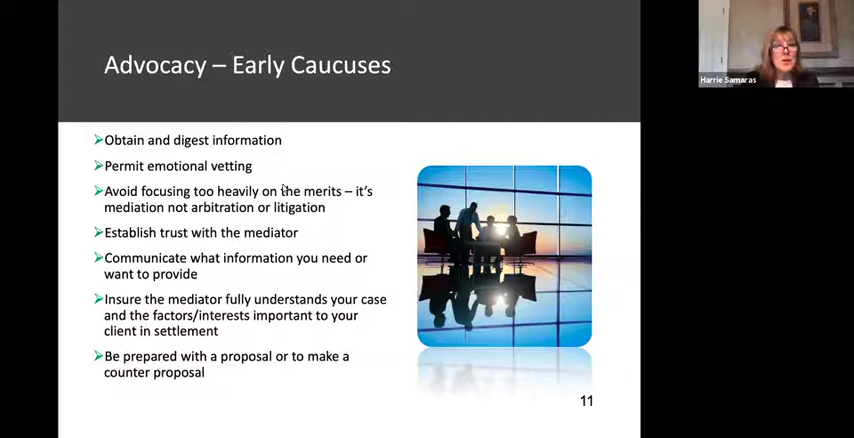 Advocacy – Early Caucuses
Harrie Samaras
➢Obtain and digest information
➢Permit emotional vetting
➢Avoid focusing too heavily on the merits – it's
mediation not arbitration or litigation
➢Establish trust with the mediator
➢Communicate what information you need or
want to provide
➢Insure the mediator fully understands your case
and the factors/interests important to your
client in settlement
➢Be prepared with a proposal or to make a
counter proposal
11